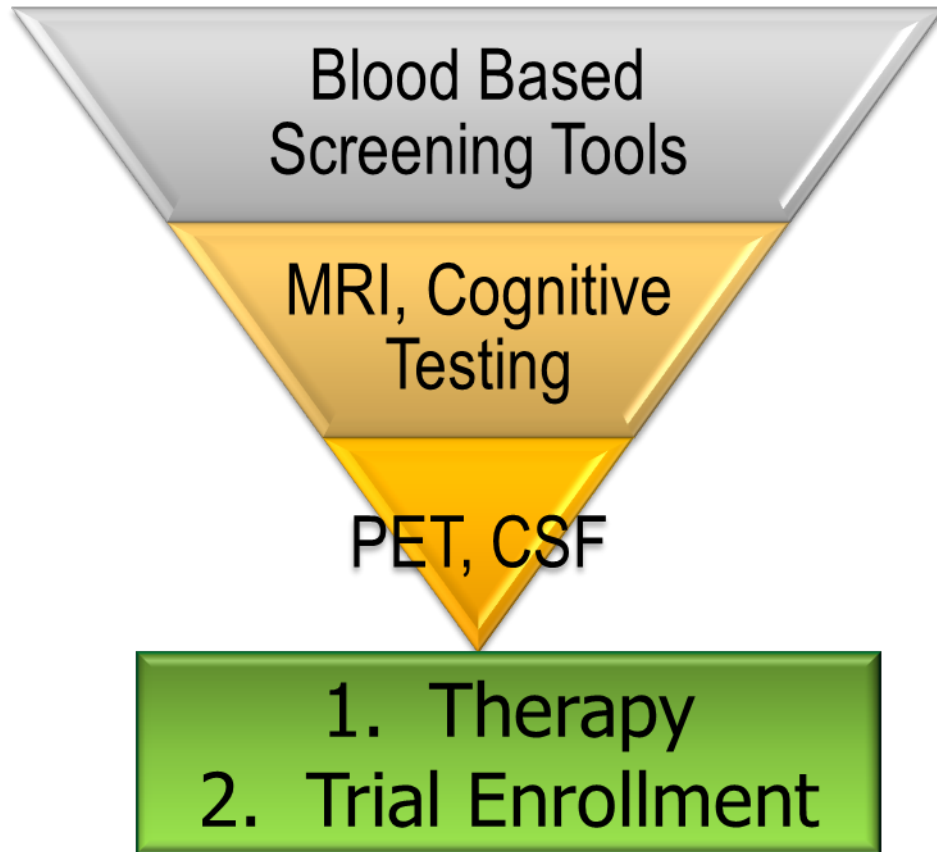 Blood Based
Screening Tools
MRI, Cognitive
Testing
PET, CSF
1. Therapy
2. Trial Enrollment